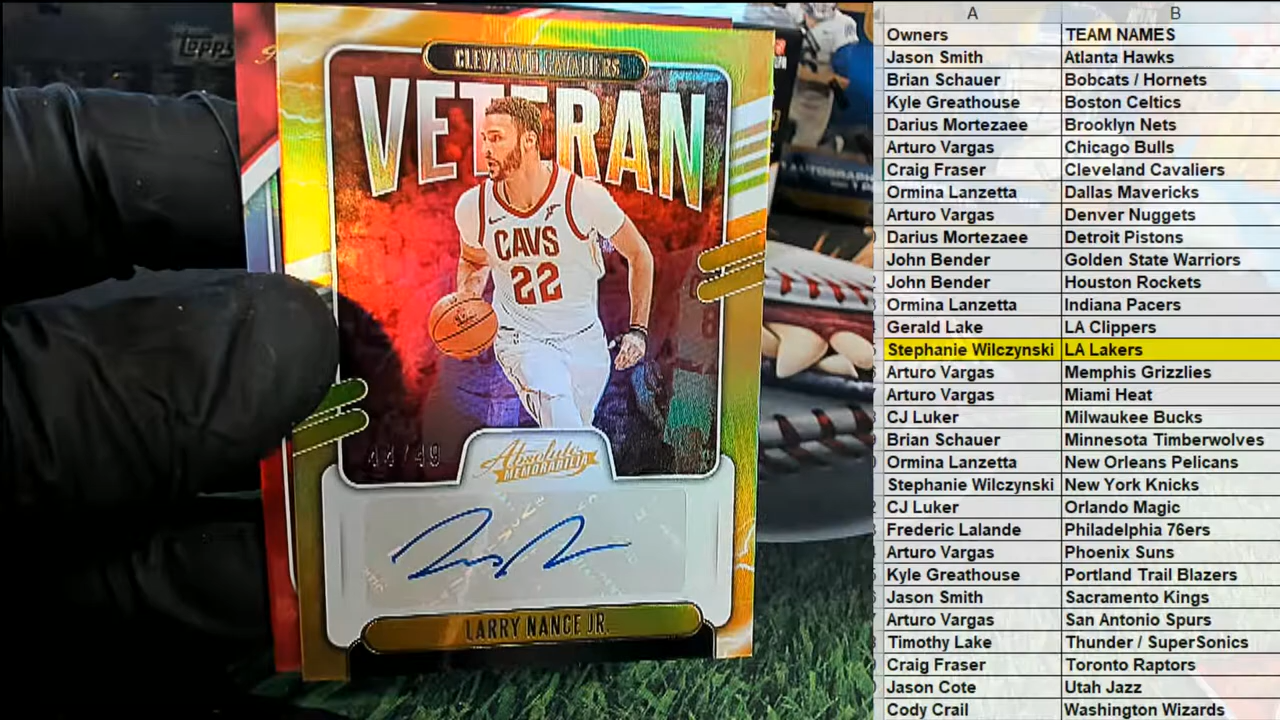 Topps
CLEVELAND CAVALIERS
VETERAN
CAVS
22
44/49
Absolute
MEMORABILIA
LARRY NANCE JR.
A B
Owners TEAM NAMES
Jason Smith Atlanta Hawks
Brian Schauer Bobcats / Hornets
Kyle Greathouse Boston Celtics
Darius Mortezaee Brooklyn Nets
Arturo Vargas Chicago Bulls
Craig Fraser Cleveland Cavaliers
Ormina Lanzetta Dallas Mavericks
Arturo Vargas Denver Nuggets
Darius Mortezaee Detroit Pistons
John Bender Golden State Warriors
John Bender Houston Rockets
Ormina Lanzetta Indiana Pacers
Gerald Lake LA Clippers
Stephanie Wilczynski LA Lakers
Arturo Vargas Memphis Grizzlies
Arturo Vargas Miami Heat
CJ Luker Milwaukee Bucks
Brian Schauer Minnesota Timberwolves
Ormina Lanzetta New Orleans Pelicans
Stephanie Wilczynski New York Knicks
CJ Luker Orlando Magic
Frederic Lalande Philadelphia 76ers
Arturo Vargas Phoenix Suns
Kyle Greathouse Portland Trail Blazers
Jason Smith Sacramento Kings
Arturo Vargas San Antonio Spurs
Timothy Lake Thunder / SuperSonics
Craig Fraser Toronto Raptors
Jason Cote Utah Jazz
Cody Crail Washington Wizards